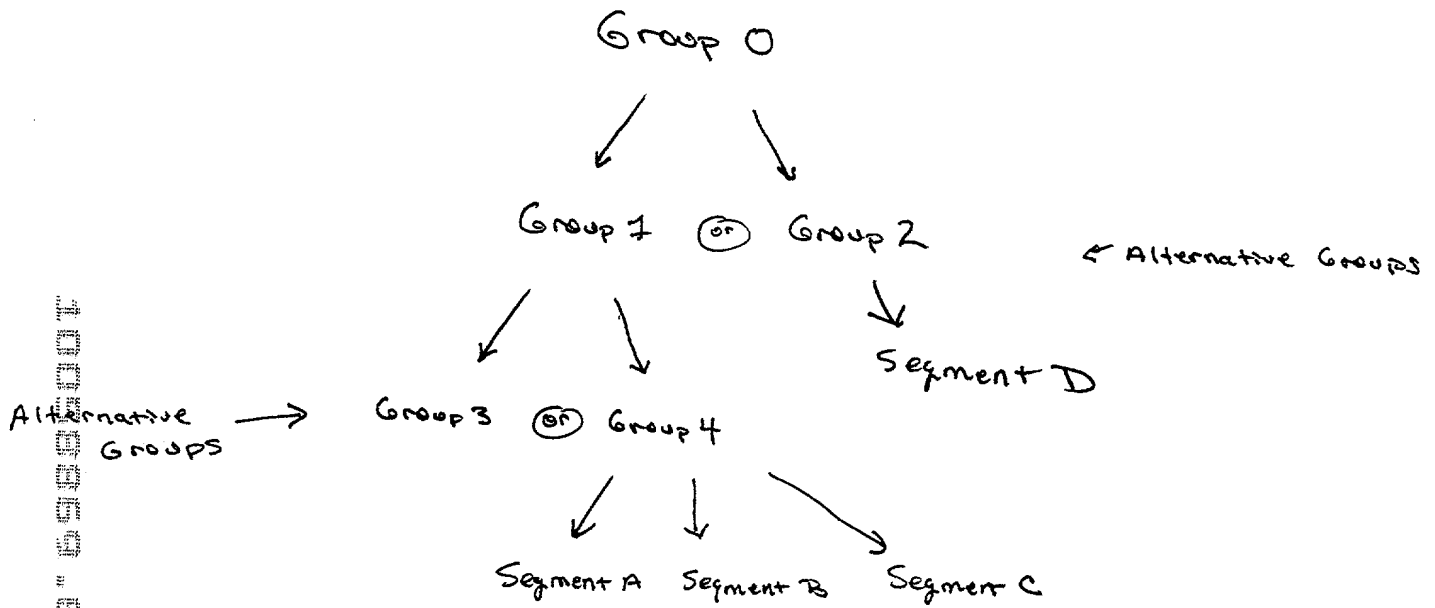 Group 0
Group 1 or Group 2
← Alternative Groups
Segment D
Alternative
Groups
Group 3 or Group 4
Segment A Segment B Segment C